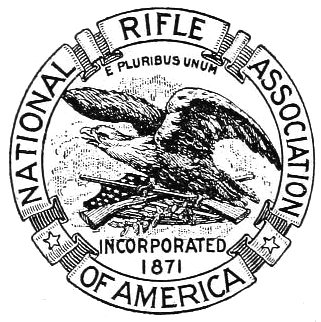 NATIONAL RIFLE ASSOCIATION
OF AMERICA
E PLURIBUS UNUM
INCORPORATED
1871